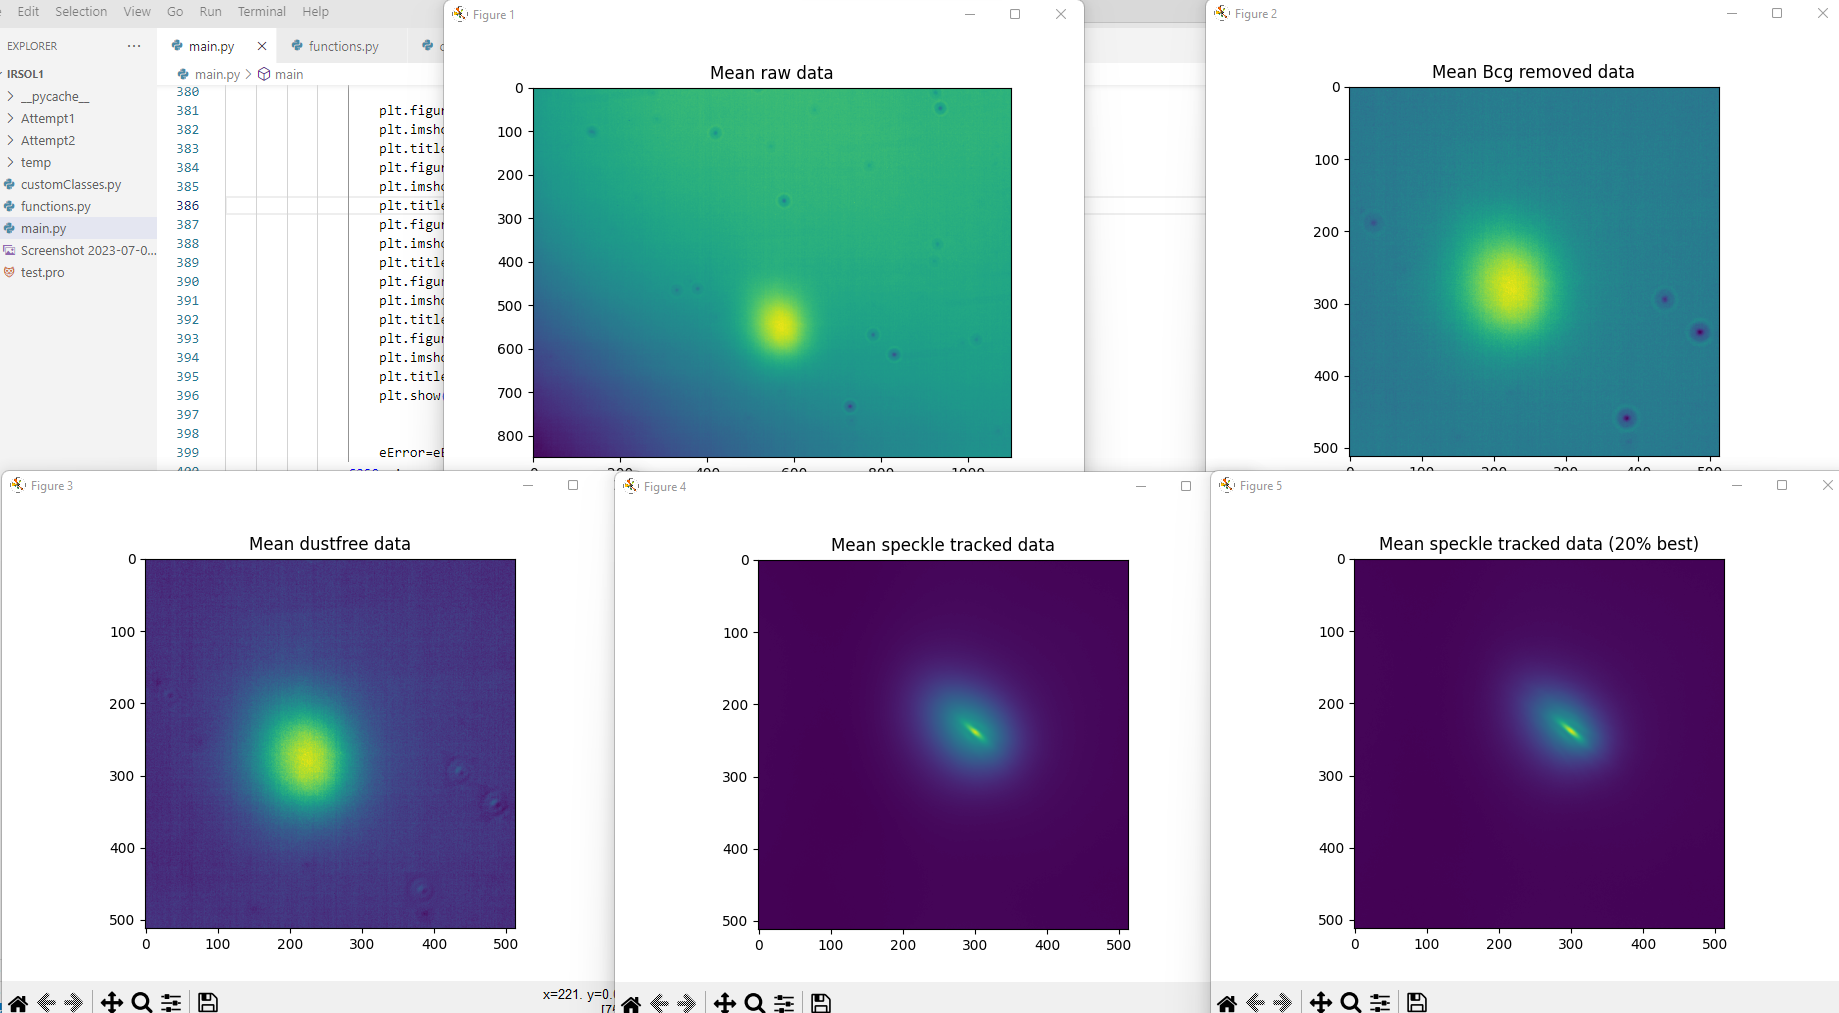 Edit Selection View Go Run Terminal Help
EXPLORER ...
IRSOL1
__pycache__
Attempt1
Attempt2
temp
customClasses.py
functions.py
main.py
Screenshot 2023-07-0...
test.pro
main.py functions.py
main.py > main
380
381 plt.figur
382 plt.imsho
383 plt.title
384 plt.figur
385 plt.imsho
386 plt.title
387 plt.figur
388 plt.imsho
389 plt.title
390 plt.figur
391 plt.imsho
392 plt.title
393 plt.figur
394 plt.imsho
395 plt.title
396 plt.show
397
398
399 eError=eE
Figure 1
Mean raw data
0
100
200
300
400
500
600
700
800
0 200 400 600 800 1000
Figure 2
Mean Bcg removed data
0
100
200
300
400
500
0 100 200 300 400 500
Figure 3
Mean dustfree data
0
100
200
300
400
500
0 100 200 300 400 500
x=221. y=0.
Figure 4
Mean speckle tracked data
0
100
200
300
400
500
0 100 200 300 400 500
Figure 5
Mean speckle tracked data (20% best)
0
100
200
300
400
500
0 100 200 300 400 500